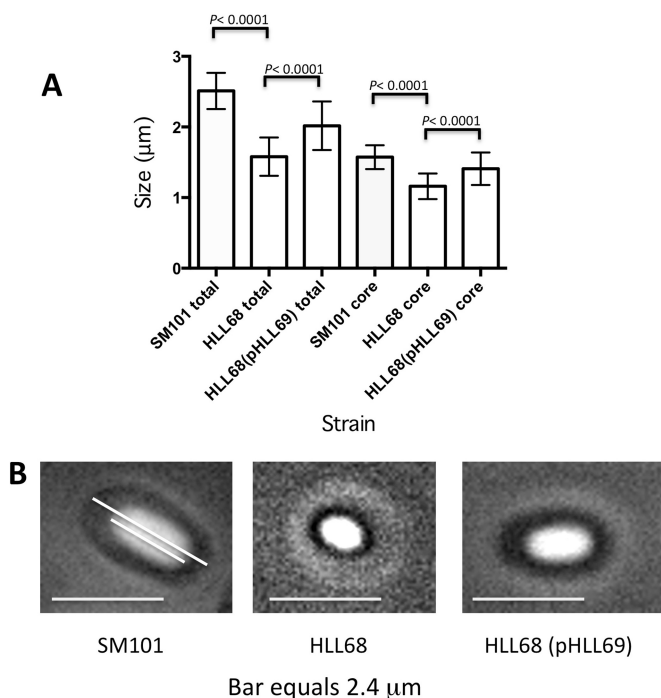 P< 0.0001
P< 0.0001
P< 0.0001
P< 0.0001
A
3
2
1
0
Size (μm)
SM101 total
HLL68 total
HLL68(pHLL69) total
SM101 core
HLL68 core
HLL68(pHLL69) core
Strain
B
SM101
HLL68
HLL68 (pHLL69)
Bar equals 2.4 μm